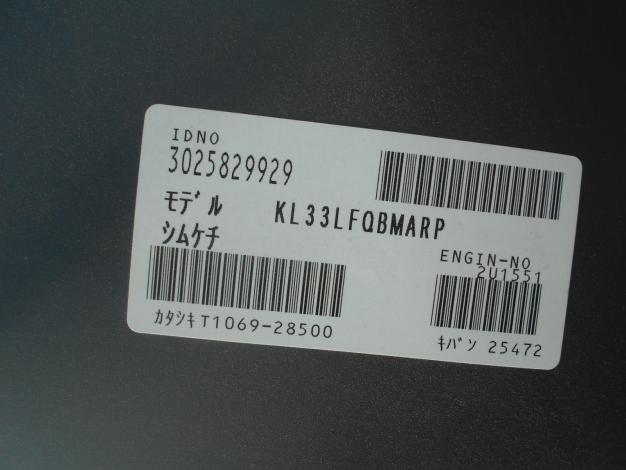 IDNO
3025829929
モデル KL33LFQBMARP
シムケチ
ENGIN-NO
2U1551
カタシキT1069-28500
キバン 25472